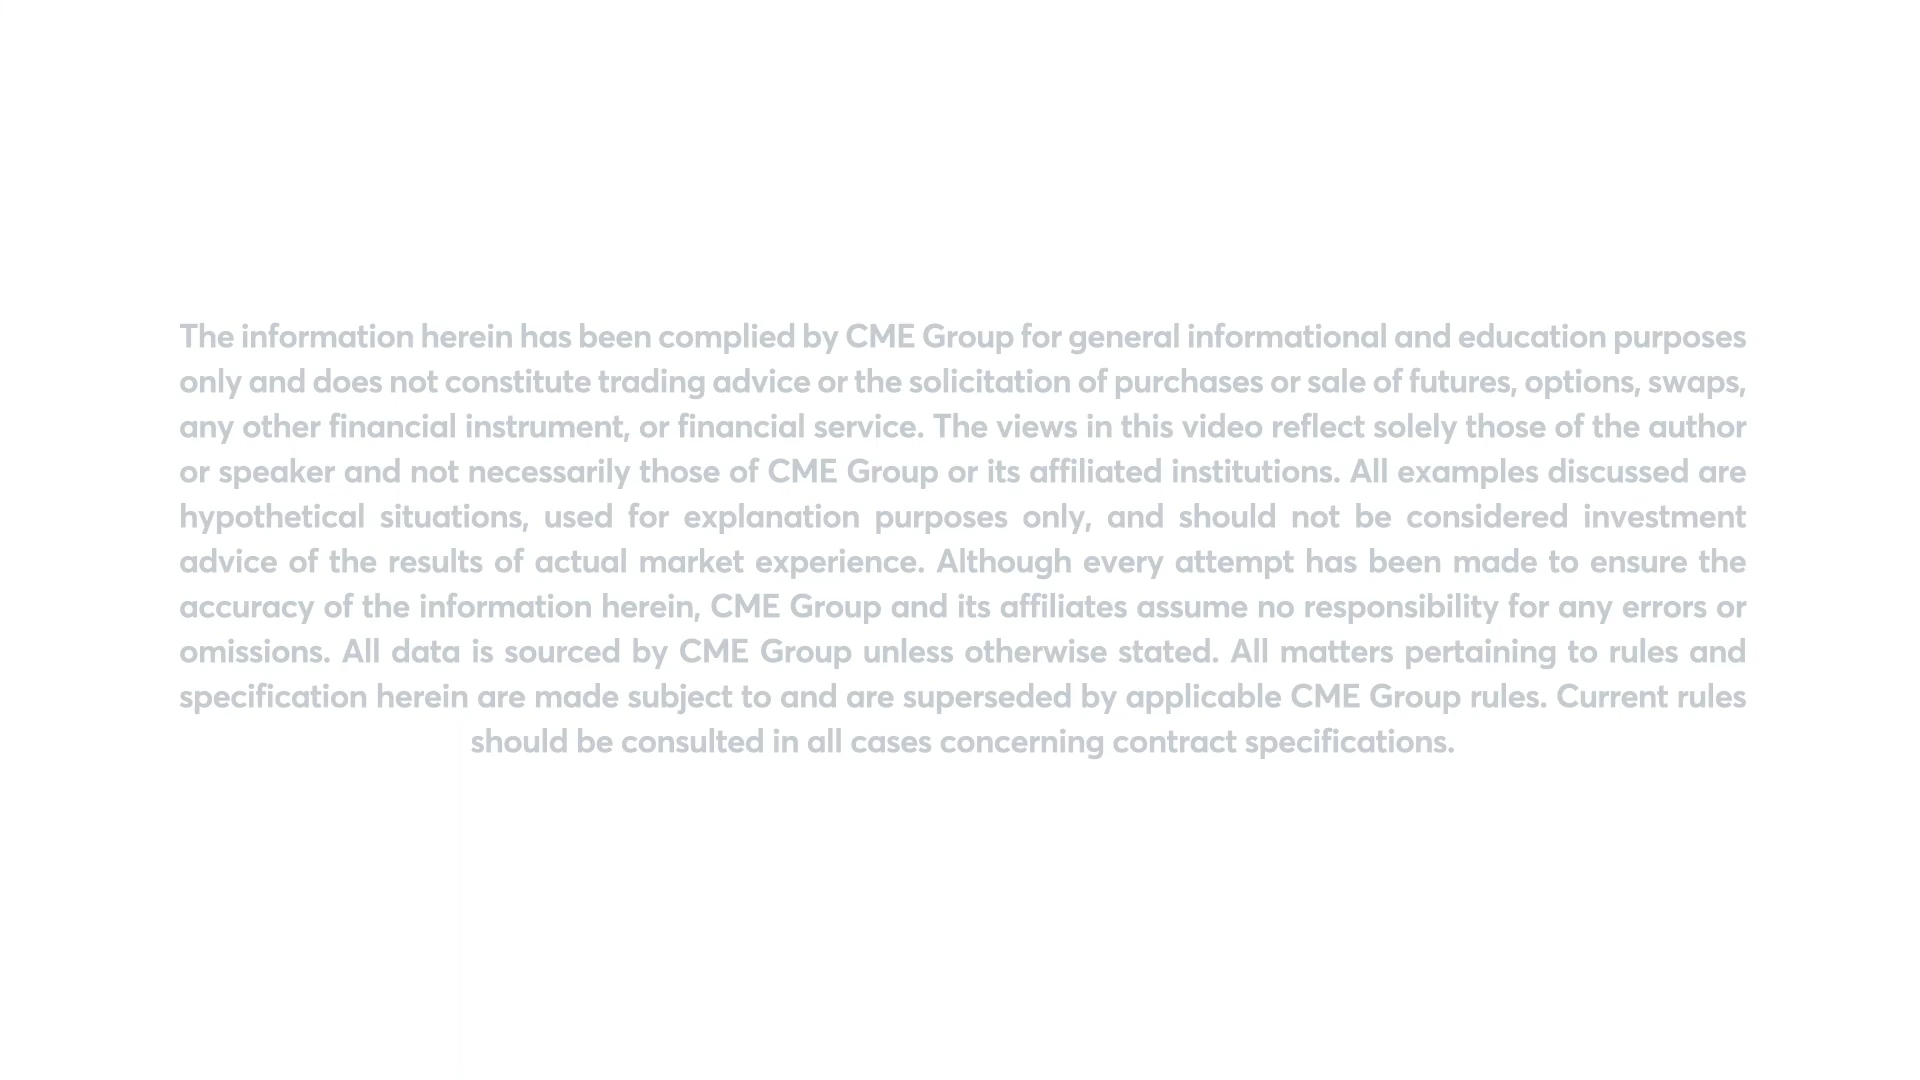 The information herein has been complied by CME Group for general informational and education purposes
only and does not constitute trading advice or the solicitation of purchases or sale of futures, options, swaps,
any other financial instrument, or financial service. The views in this video reflect solely those of the author
or speaker and not necessarily those of CME Group or its affiliated institutions. All examples discussed are
hypothetical situations, used for explanation purposes only, and should not be considered investment
advice of the results of actual market experience. Although every attempt has been made to ensure the
accuracy of the information herein, CME Group and its affiliates assume no responsibility for any errors or
omissions. All data is sourced by CME Group unless otherwise stated. All matters pertaining to rules and
specification herein are made subject to and are superseded by applicable CME Group rules. Current rules
should be consulted in all cases concerning contract specifications.